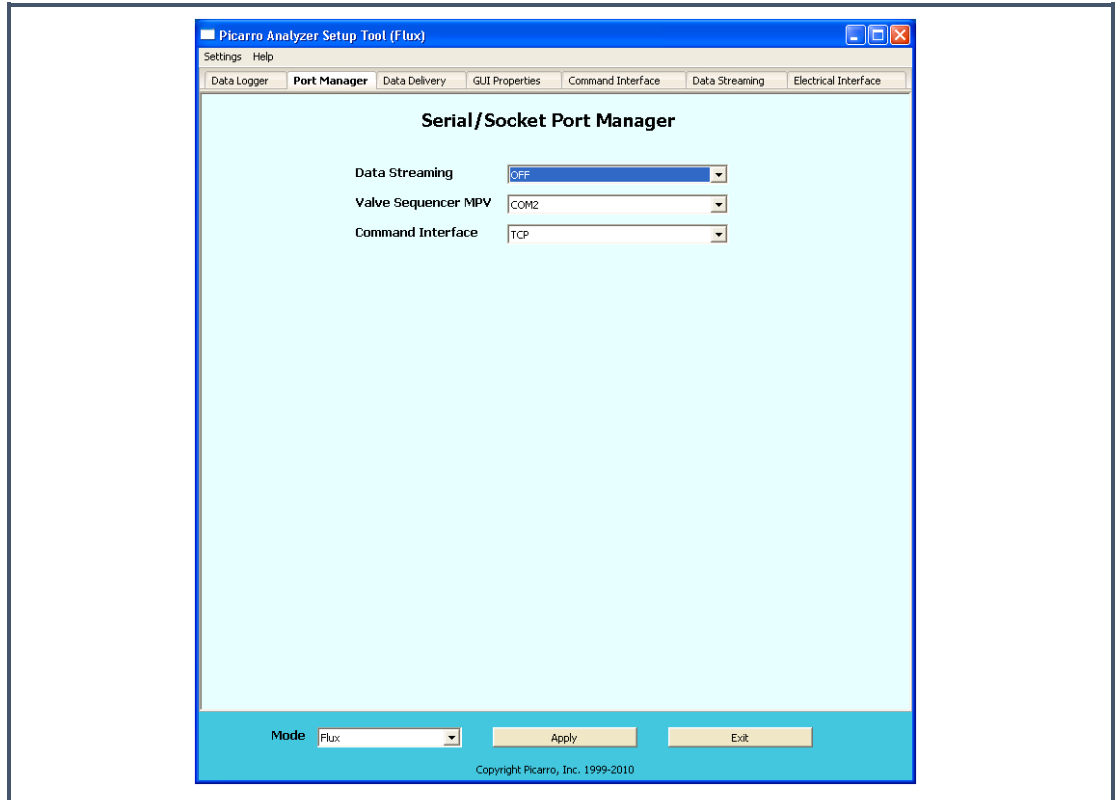 Picarro Analyzer Setup Tool (Flux)
Settings Help
Data Logger Port Manager Data Delivery GUI Properties Command Interface Data Streaming Electrical Interface
Serial/Socket Port Manager
Data Streaming OFF
Valve Sequencer MPV COM2
Command Interface TCP
Mode Flux Apply Exit
Copyright Picarro, Inc. 1999-2010